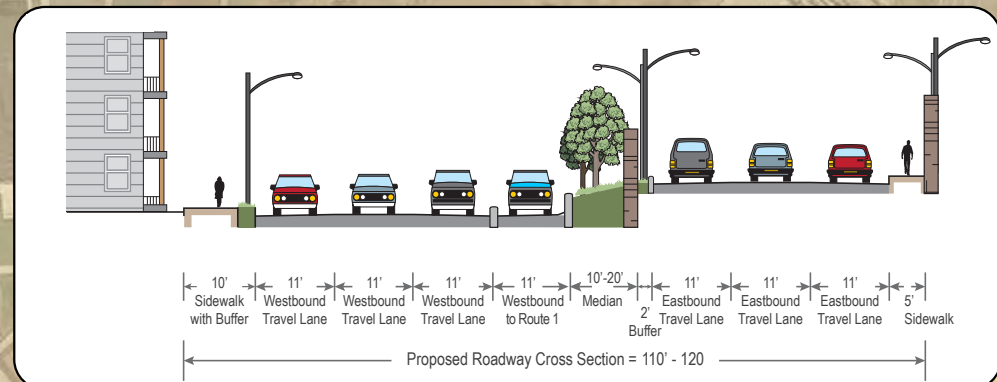 10'
Sidewalk
with Buffer
11'
Westbound
Travel Lane
11'
Westbound
Travel Lane
11'
Westbound
Travel Lane
11'
Westbound
to Route 1
10'-20'
Median
2'
Buffer
11'
Eastbound
Travel Lane
11'
Eastbound
Travel Lane
11'
Eastbound
Travel Lane
5'
Sidewalk
Proposed Roadway Cross Section = 110' - 120